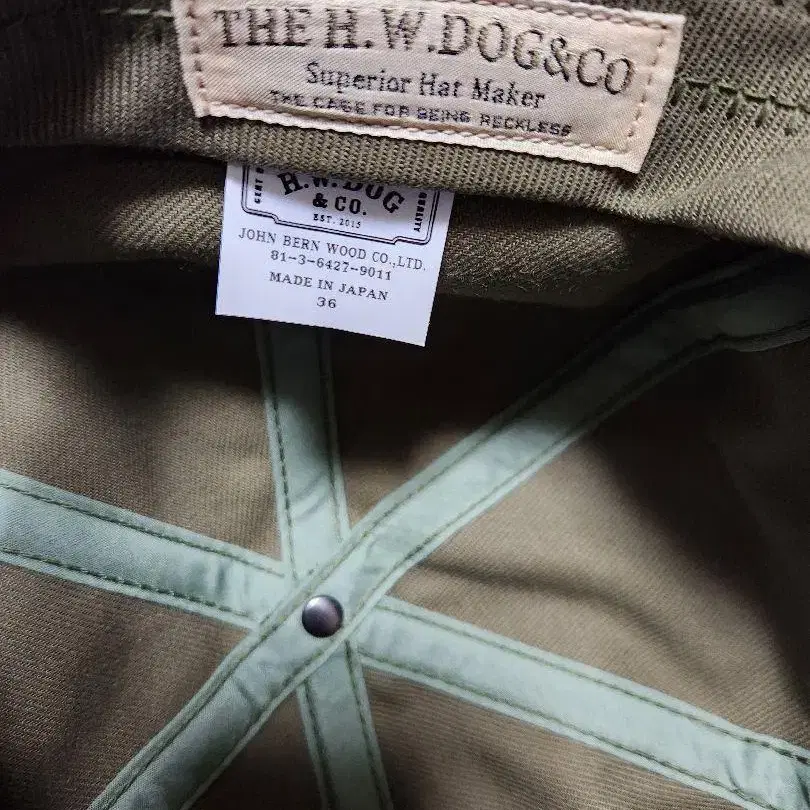 THE H.W.DOG&CO
Superior Hat Maker
THE CASE FOR BEING RECKLESS
H.W.DOG
& CO.
EST. 2015
JOHN BERN WOOD CO.,LTD.
81-3-6427-9011
MADE IN JAPAN
36